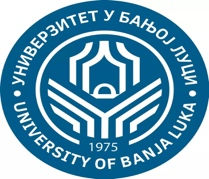 УНИВЕРЗИТЕТ У БАЊОЈ ЛУЦИ
1975
UNIVERSITY OF BANJA LUKA